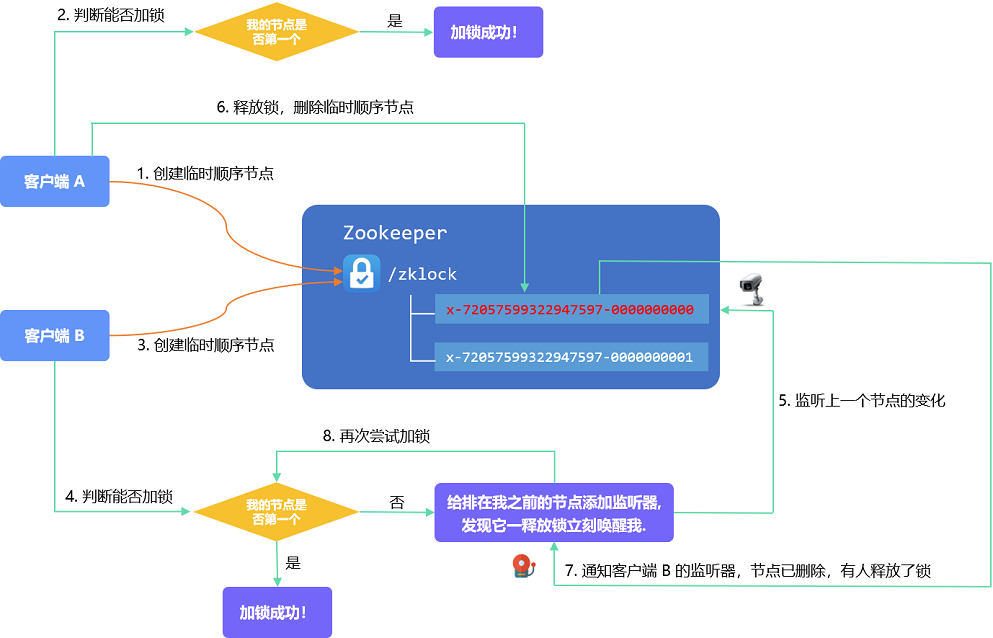 2. 判断能否加锁
我的节点是
否第一个
是
加锁成功!
6. 释放锁，删除临时顺序节点
客户端 A
1. 创建临时顺序节点
Zookeeper
/zklock
x-72057599322947597-0000000000
x-72057599322947597-0000000001
客户端 B
3. 创建临时顺序节点
5. 监听上一个节点的变化
8. 再次尝试加锁
4. 判断能否加锁
我的节点是
否第一个
否
给排在我之前的节点添加监听器,
发现它一释放锁立刻唤醒我.
是
7. 通知客户端 B 的监听器，节点已删除，有人释放了锁
加锁成功!